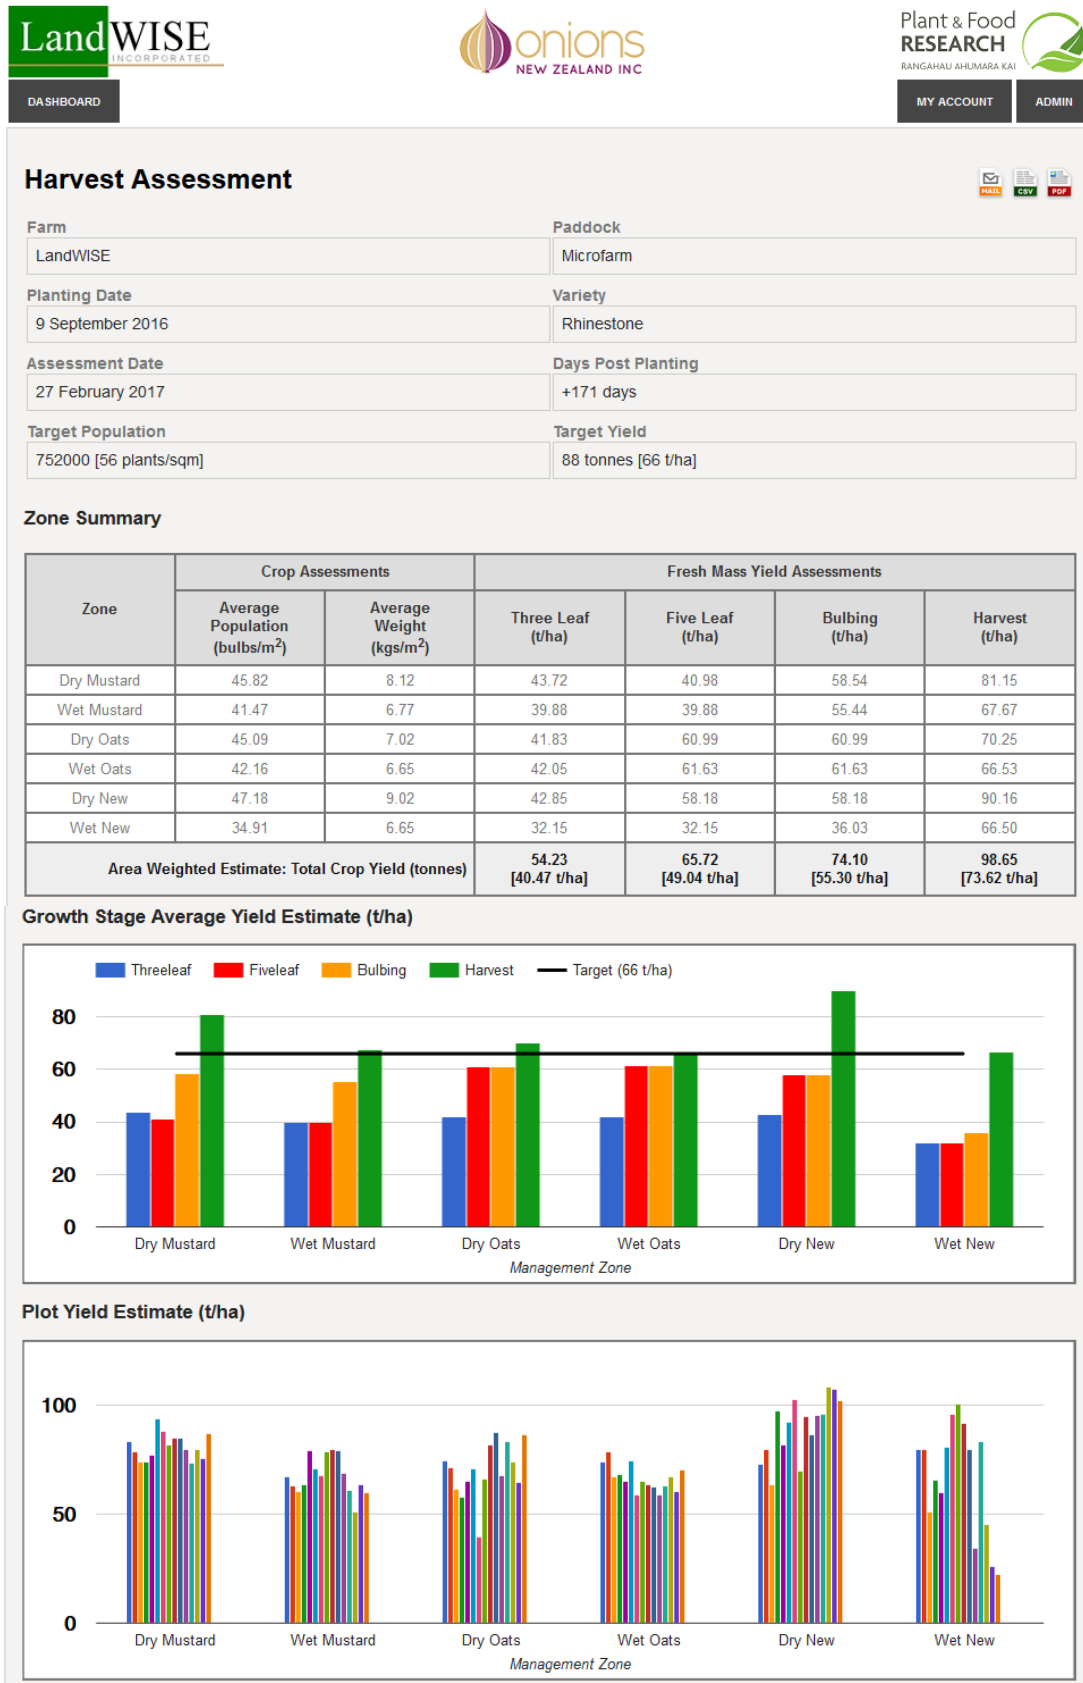 LandWISE
INCORPORATED
onions
NEW ZEALAND INC
Plant & Food
RESEARCH
RANGAHAU AHUMARA KAI
DASHBOARD
MY ACCOUNT
ADMIN
Harvest Assessment
MAIL
CSV
PDF
Farm
Paddock
LandWISE
Microfarm
Planting Date
Variety
9 September 2016
Rhinestone
Assessment Date
Days Post Planting
27 February 2017
+171 days
Target Population
Target Yield
752000 [56 plants/sqm]
88 tonnes [66 t/ha]
Zone Summary
Zone
Crop Assessments
Fresh Mass Yield Assessments
Average Population (bulbs/m2)
Average Weight (kgs/m2)
Three Leaf (t/ha)
Five Leaf (t/ha)
Bulbing (t/ha)
Harvest (t/ha)
Dry Mustard 45.82 8.12 43.72 40.98 58.54 81.15
Wet Mustard 41.47 6.77 39.88 39.88 55.44 67.67
Dry Oats 45.09 7.02 41.83 60.99 60.99 70.25
Wet Oats 42.16 6.65 42.05 61.63 61.63 66.53
Dry New 47.18 9.02 42.85 58.18 58.18 90.16
Wet New 34.91 6.65 32.15 32.15 36.03 66.50
Area Weighted Estimate: Total Crop Yield (tonnes) 54.23 65.72 74.10 98.65
[40.47 t/ha] [49.04 t/ha] [55.30 t/ha] [73.62 t/ha]
Growth Stage Average Yield Estimate (t/ha)
Threeleaf Fiveleaf Bulbing Harvest Target (66 t/ha)
80
60
40
20
0
Dry Mustard Wet Mustard Dry Oats Wet Oats Dry New Wet New
Management Zone
Plot Yield Estimate (t/ha)
100
50
0
Dry Mustard Wet Mustard Dry Oats Wet Oats Dry New Wet New
Management Zone